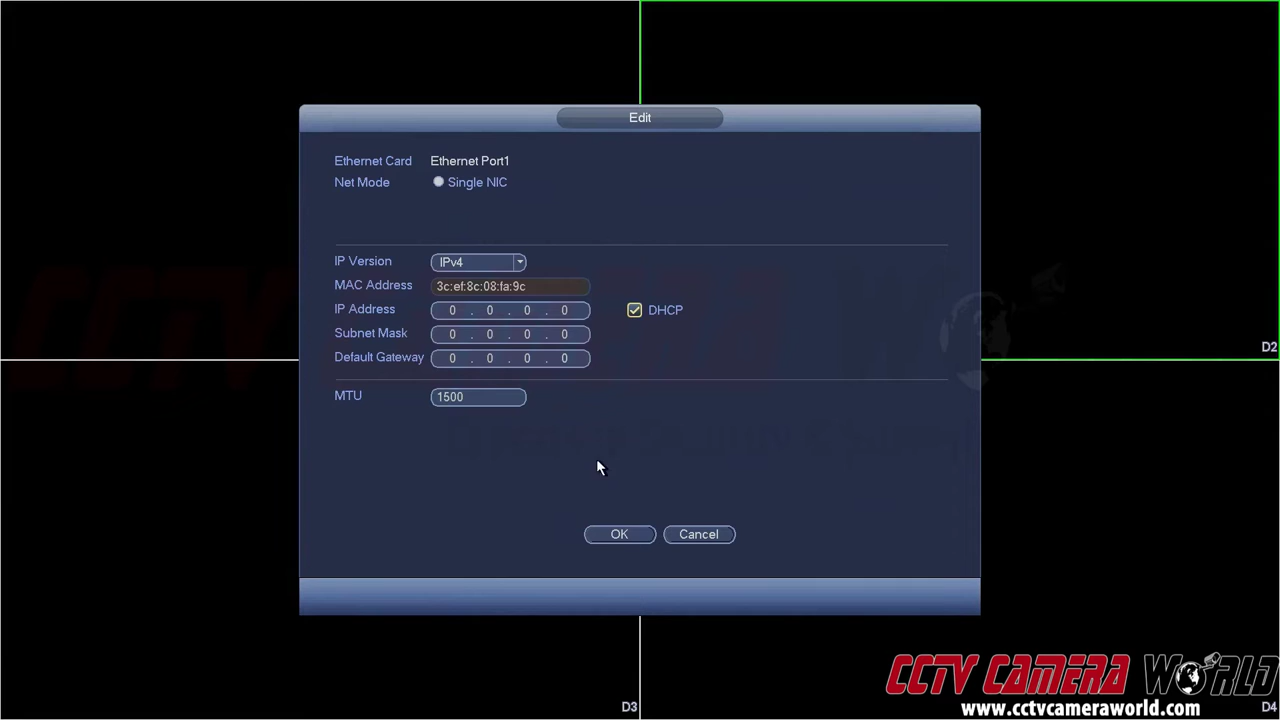 Edit
Ethernet Card Ethernet Port1
Net Mode Single NIC
IP Version IPv4
MAC Address 3c:ef:8c:08:fa:9c
IP Address 0 . 0 . 0 . 0 DHCP
Subnet Mask 0 . 0 . 0 . 0
Default Gateway 0 . 0 . 0 . 0
MTU 1500
OK Cancel
D2
D3
D4
CCTV CAMERA WORLD
www.cctvcameraworld.com